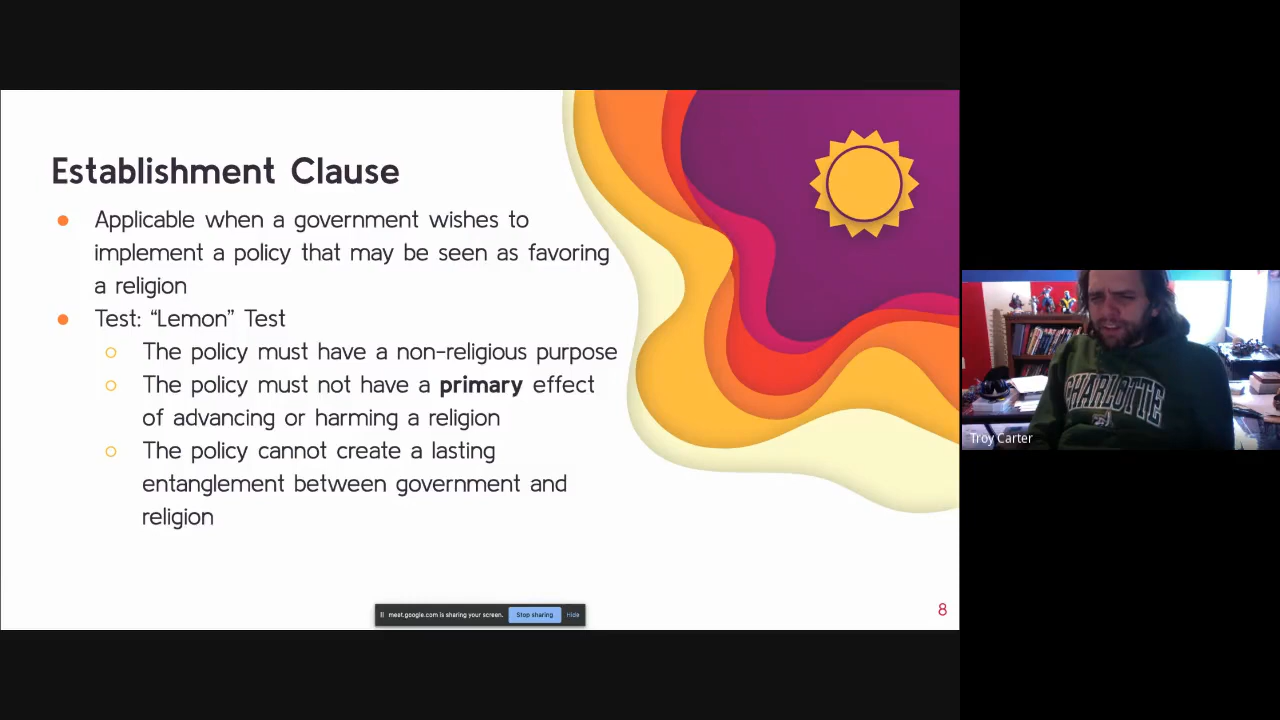 Establishment Clause
● Applicable when a government wishes to
implement a policy that may be seen as favoring
a religion
● Test: “Lemon” Test
○ The policy must have a non-religious purpose
○ The policy must not have a primary effect
of advancing or harming a religion
○ The policy cannot create a lasting
entanglement between government and
religion
meet.google.com is sharing your screen. Stop sharing Hide
8
CHARLOTTE
Troy Carter